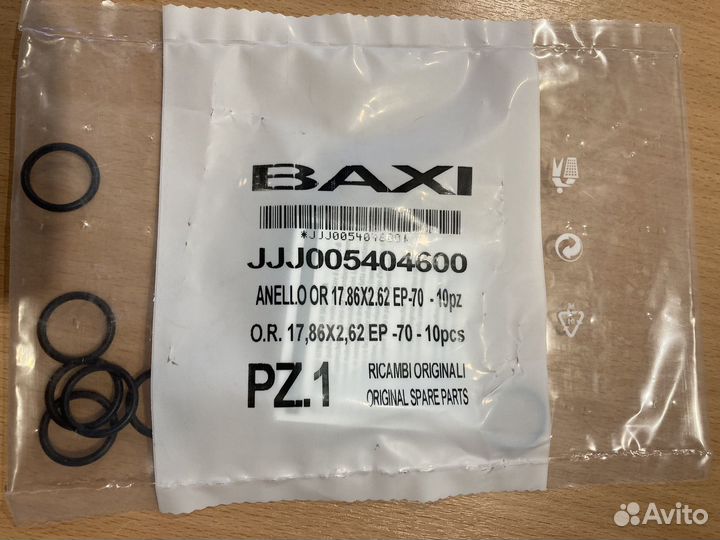 BAXI
*JJJ005404600*
JJJ005404600
ANELLO OR 17.86X2.62 EP-70 - 10pz
O.R. 17,86X2,62 EP -70 - 10pcs
PZ.1
RICAMBI ORIGINALI
ORIGINAL SPARE PARTS
Avito